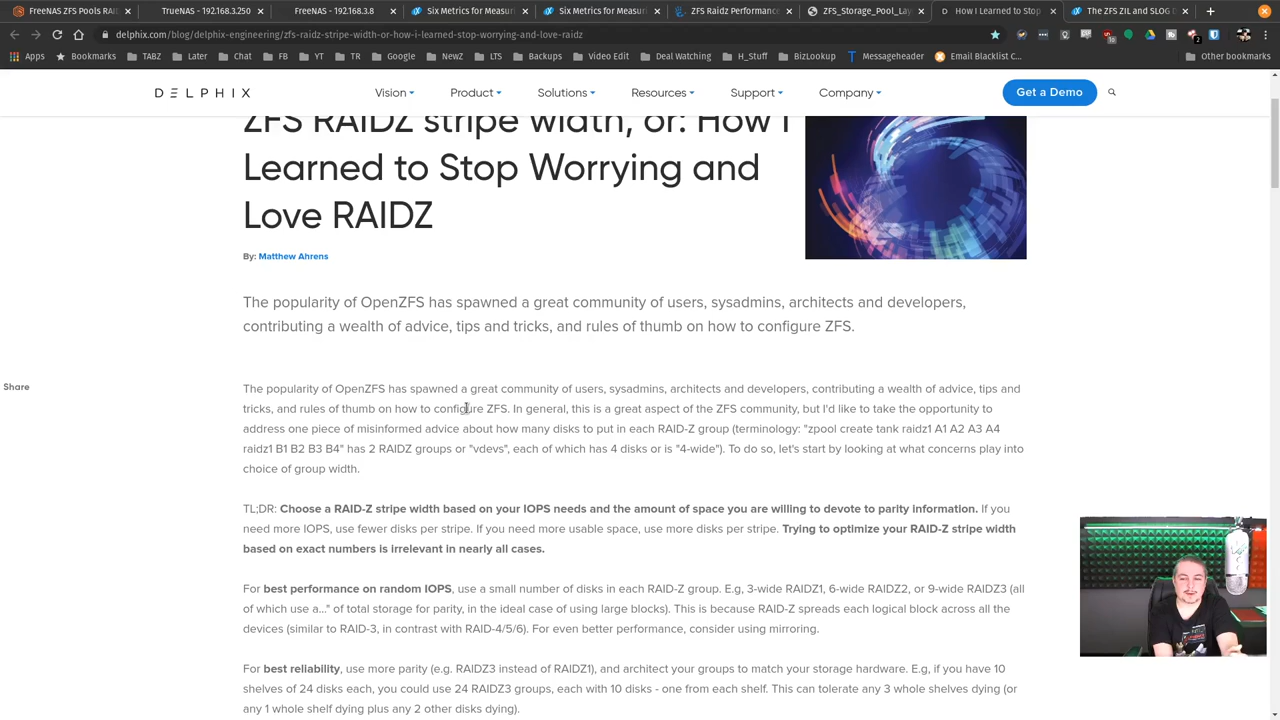 FreeNAS ZFS Pools RAI
TrueNAS - 192.168.3.250
FreeNAS - 192.168.3.8
Six Metrics for Measur
Six Metrics for Measur
ZFS Raidz Performance
ZFS_Storage_Pool_Lay
How I Learned to Stop
The ZFS ZIL and SLOG
delphix.com/blog/delphix-engineering/zfs-raidz-stripe-width-or-how-i-learned-stop-worrying-and-love-raidz
Apps
Bookmarks
TABZ
Later
Chat
FB
YT
TR
Google
NewZ
LTS
Backups
Video Edit
Deal Watching
H_Stuff
BizLookup
Messageheader
Email Blacklist C...
Other bookmarks
DELPHIX
Vision
Product
Solutions
Resources
Support
Company
Get a Demo
ZFS RAIDZ stripe width, or: How I
Learned to Stop Worrying and
Love RAIDZ
By: Matthew Ahrens
The popularity of OpenZFS has spawned a great community of users, sysadmins, architects and developers,
contributing a wealth of advice, tips and tricks, and rules of thumb on how to configure ZFS.
Share
The popularity of OpenZFS has spawned a great community of users, sysadmins, architects and developers, contributing a wealth of advice, tips and
tricks, and rules of thumb on how to configure ZFS. In general, this is a great aspect of the ZFS community, but I'd like to take the opportunity to
address one piece of misinformed advice about how many disks to put in each RAID-Z group (terminology: "zpool create tank raidz1 A1 A2 A3 A4
raidz1 B1 B2 B3 B4" has 2 RAIDZ groups or "vdevs", each of which has 4 disks or is "4-wide"). To do so, let's start by looking at what concerns play into
choice of group width.
TL;DR: Choose a RAID-Z stripe width based on your IOPS needs and the amount of space you are willing to devote to parity information. If you
need more IOPS, use fewer disks per stripe. If you need more usable space, use more disks per stripe. Trying to optimize your RAID-Z stripe width
based on exact numbers is irrelevant in nearly all cases.
For best performance on random IOPS, use a small number of disks in each RAID-Z group. E.g, 3-wide RAIDZ1, 6-wide RAIDZ2, or 9-wide RAIDZ3 (all
of which use a…" of total storage for parity, in the ideal case of using large blocks). This is because RAID-Z spreads each logical block across all the
devices (similar to RAID-3, in contrast with RAID-4/5/6). For even better performance, consider using mirroring.
For best reliability, use more parity (e.g. RAIDZ3 instead of RAIDZ1), and architect your groups to match your storage hardware. E.g, if you have 10
shelves of 24 disks each, you could use 24 RAIDZ3 groups, each with 10 disks - one from each shelf. This can tolerate any 3 whole shelves dying (or
any 1 whole shelf dying plus any 2 other disks dying).